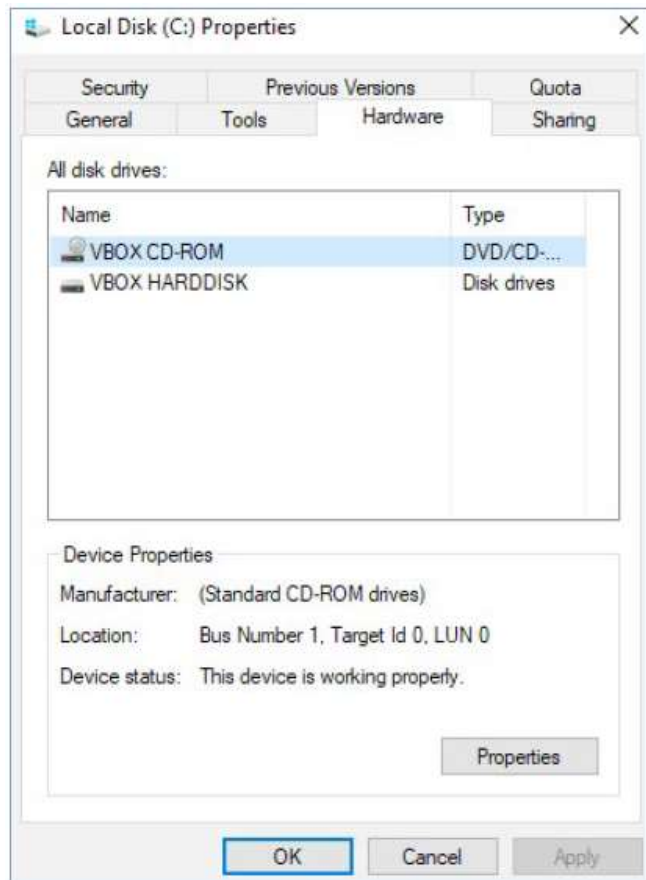 Local Disk (C:) Properties
Security Previous Versions Quota
General Tools Hardware Sharing
All disk drives:
Name Type
VBOX CD-ROM DVD/CD-...
VBOX HARDDISK Disk drives
Device Properties
Manufacturer: (Standard CD-ROM drives)
Location: Bus Number 1, Target Id 0, LUN 0
Device status: This device is working properly.
Properties
OK Cancel Apply